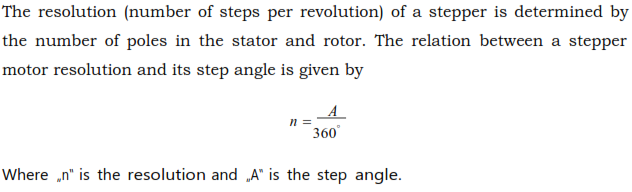 The resolution (number of steps per revolution) of a stepper is determined by
the number of poles in the stator and rotor. The relation between a stepper
motor resolution and its step angle is given by
n = A / 360°
Where „n‟ is the resolution and „A‟ is the step angle.